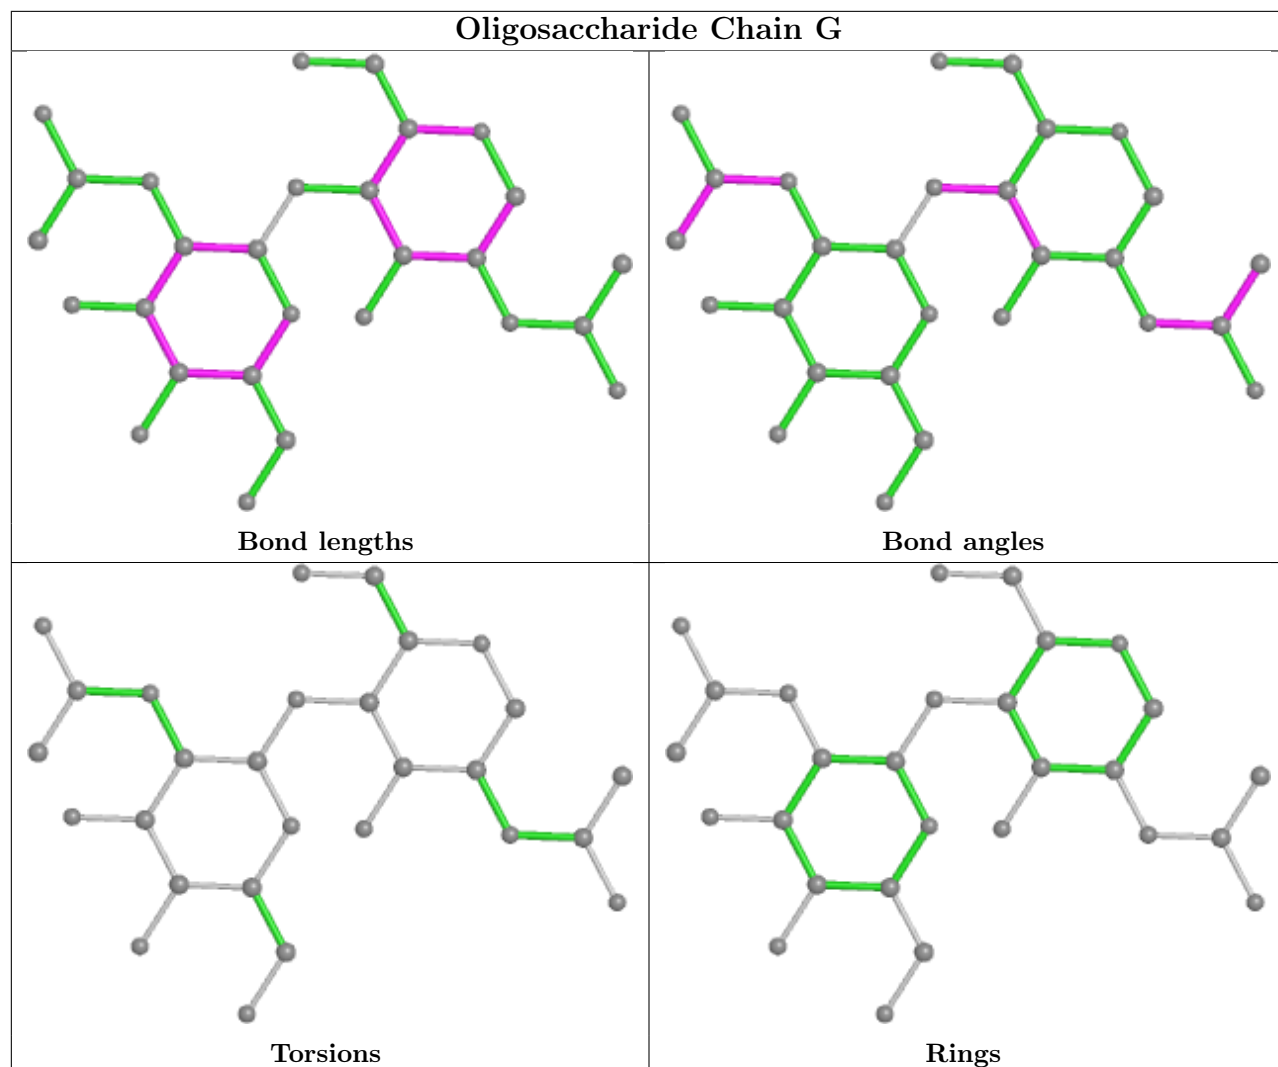 Oligosaccharide Chain G
Bond lengths
Bond angles
Torsions
Rings